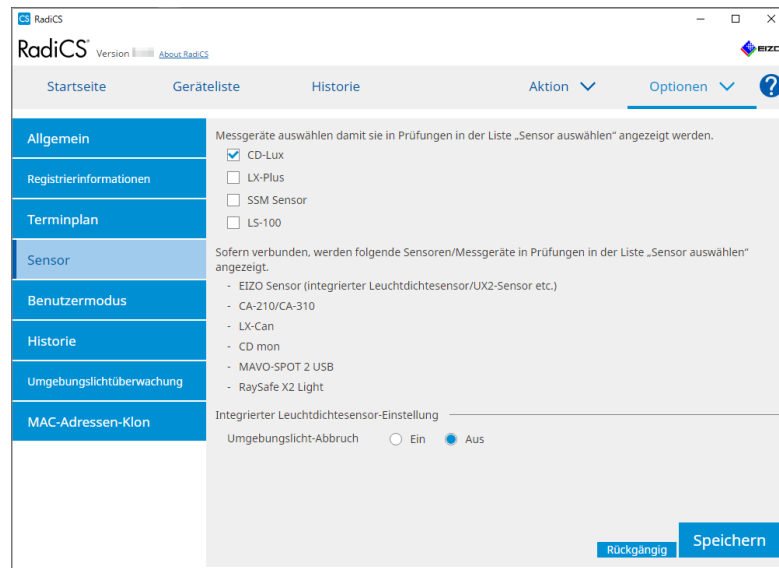 CS RadiCS
RadiCS® Version About RadiCS
EIZO
Startseite Geräteliste Historie Aktion Optionen ?
Allgemein
Registrierinformationen
Terminplan
Sensor
Benutzermodus
Historie
Umgebungslichtüberwachung
MAC-Adressen-Klon
Messgeräte auswählen damit sie in Prüfungen in der Liste „Sensor auswählen“ angezeigt werden.
CD-Lux
LX-Plus
SSM Sensor
LS-100
Sofern verbunden, werden folgende Sensoren/Messgeräte in Prüfungen in der Liste „Sensor auswählen“
angezeigt.
- EIZO Sensor (integrierter Leuchtdichtesensor/UX2-Sensor etc.)
- CA-210/CA-310
- LX-Can
- CD mon
- MAVO-SPOT 2 USB
- RaySafe X2 Light
Integrierter Leuchtdichtesensor-Einstellung
Umgebungslicht-Abbruch Ein Aus
Rückgängig Speichern